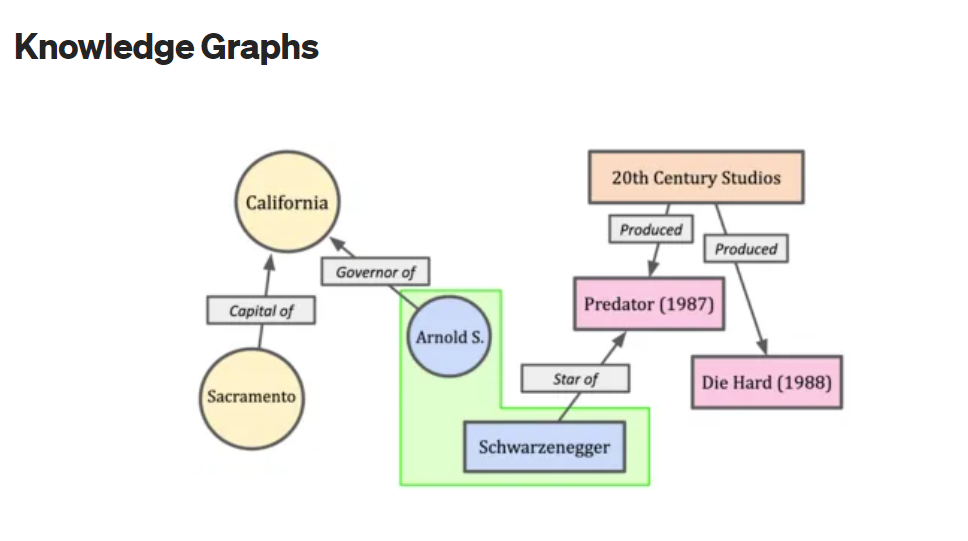 Knowledge Graphs
California
20th Century Studios
Produced
Produced
Governor of
Predator (1987)
Capital of
Arnold S.
Star of
Die Hard (1988)
Sacramento
Schwarzenegger